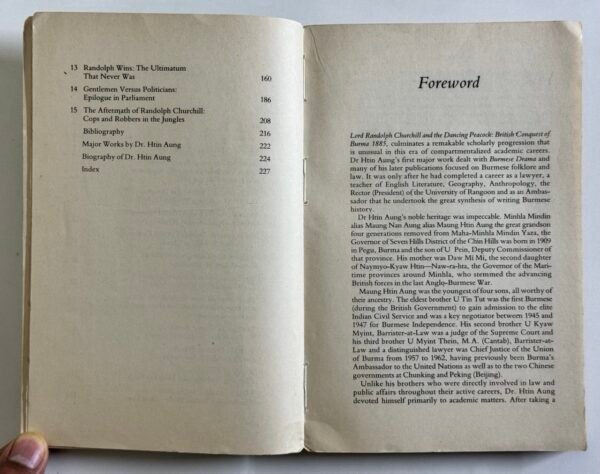 13 Randolph Wins: The Ultimatum
That Never Was 160
14 Gentlemen Versus Politicians:
Epilogue in Parliament 186
15 The Aftermath of Randolph Churchill:
Cops and Robbers in the Jungles 208
Bibliography 216
Major Works by Dr. Htin Aung 222
Biography of Dr. Htin Aung 224
Index 227
Foreword
Lord Randolph Churchill and the Dancing Peacock: British Conquest of
Burma 1885, culminates a remarkable scholarly progression that
is unusual in this era of compartmentalized academic careers.
Dr Htin Aung's first major work dealt with Burmese Drama and
many of his later publications focused on Burmese folklore and
law. It was only after he had completed a career as a lawyer, a
teacher of English Literature, Geography, Anthropology, the
Rector (President) of the University of Rangoon and as as Ambas-
sador that he undertook the great synthesis of writing Burmese
history.
Dr Htin Aung's noble heritage was impeccable. Minhla Mindin
alias Maung Nan Aung alias Maung Htin Aung the great grandson
four generations removed from Maha-Minhla Mindin Yaza, the
Governor of Seven Hills District of the Chin Hills was born in 1909
in Pegu, Burma and the son of U Pein, Deputy Commissioner of
that province. His mother was Daw Mi Mi, the second daughter
of Naymyo-Kyaw Htin—Naw-ra-hta, the Governor of the Mari-
time provinces around Minhla, who stemmed the advancing
British forces in the last Anglo-Burmese War.
Maung Htin Aung was the youngest of four sons, all worthy of
their ancestry. The eldest brother U Tin Tut was the first Burmese
(during the British Government) to gain admission to the elite
Indian Civil Service and was a key negotiator between 1945 and
1947 for Burmese Independence. His second brother U Kyaw
Myint, Barrister-at-Law was a judge of the Supreme Court and
his third brother U Myint Thein, M.A. (Cantab), Barrister-at-
Law and a distinguished lawyer was Chief Justice of the Union
of Burma from 1957 to 1962, having previously been Burma's
Ambassador to the United Nations as well as to the two Chinese
governments at Chunking and Peking (Beijing).
Unlike his brothers who were directly involved in law and
public affairs throughout their active careers, Dr. Htin Aung
devoted himself primarily to academic matters. After taking a